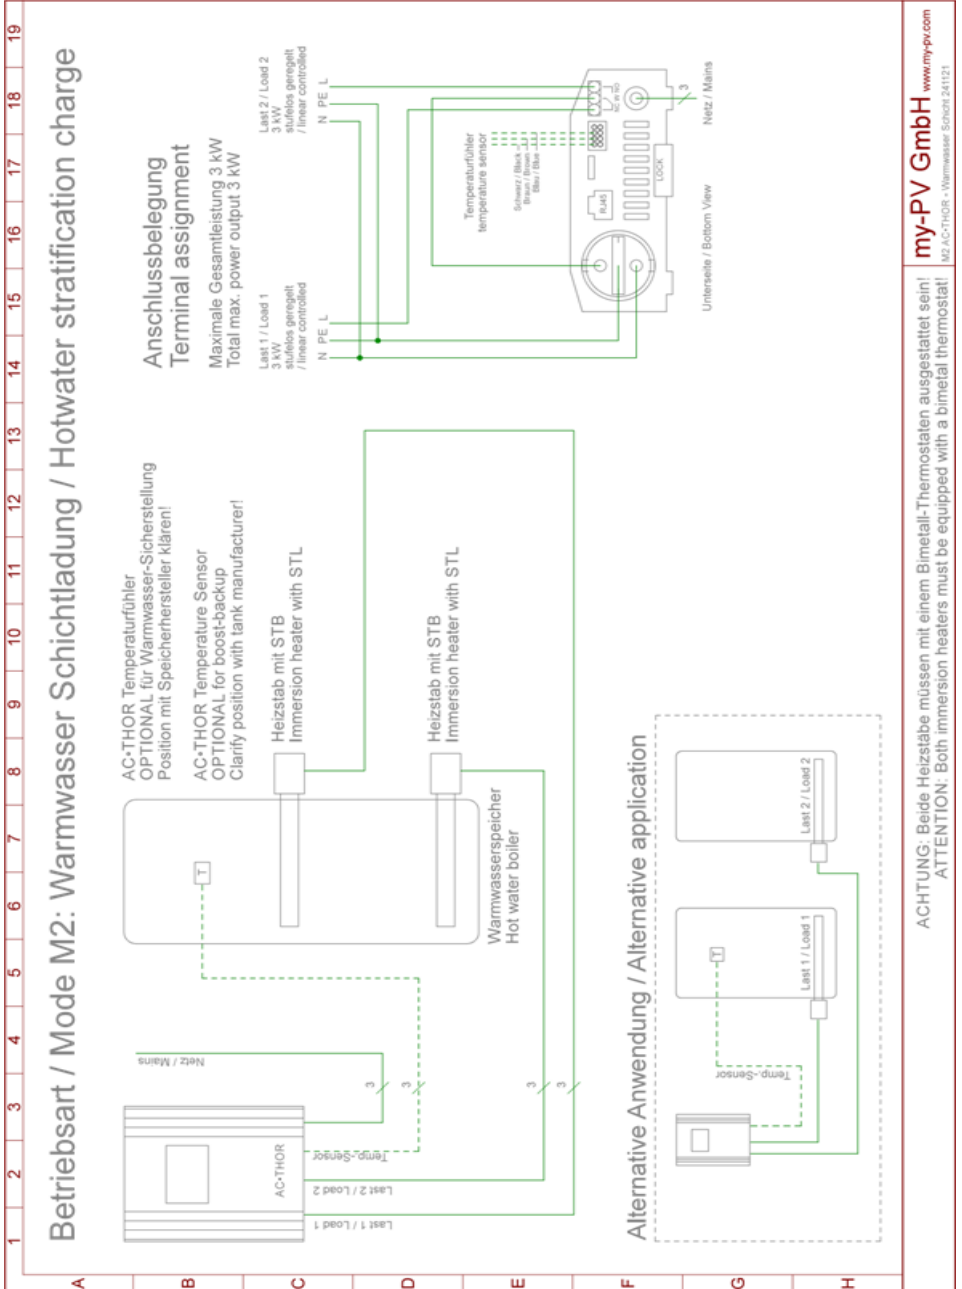 1 2 3 4 5 6 7 8 9 10 11 12 13 14 15 16 17 18 19
A
B
C
D
E
F
G
H
Betriebsart / Mode M2: Warmwasser Schichtladung / Hotwater stratification charge
AC•THOR
Netz / Mains
Temp.-Sensor
Last 2 / Load 2
Last 1 / Load 1
3
3
3
3
T
AC•THOR Temperaturfühler
OPTIONAL für Warmwasser-Sicherstellung
Position mit Speicherhersteller klären!
AC•THOR Temperature Sensor
OPTIONAL for boost-backup
Clarify position with tank manufacturer!
Heizstab mit STB
Immersion heater with STL
Heizstab mit STB
Immersion heater with STL
Warmwasserspeicher
Hot water boiler
Anschlussbelegung
Terminal assignment
Maximale Gesamtleistung 3 kW
Total max. power output 3 kW
Last 1 / Load 1
3 kW
stufelos geregelt
/ linear controlled
N PE L
Last 2 / Load 2
3 kW
stufelos geregelt
/ linear controlled
N PE L
Temperaturfühler
temperature sensor
Schwarz / Black
Braun / Brown
Blau / Blue
RJ45
LOCK
3
Netz / Mains
Unterseite / Bottom View
Alternative Anwendung / Alternative application
Temp.-Sensor
T
Last 1 / Load 1
Last 2 / Load 2
ACHTUNG: Beide Heizstäbe müssen mit einem Bimetall-Thermostaten ausgestattet sein!
ATTENTION: Both immersion heaters must be equipped with a bimetal thermostat!
my-PV GmbH www.my-pv.com
M2 AC•THOR - Warmwasser Schicht 241121